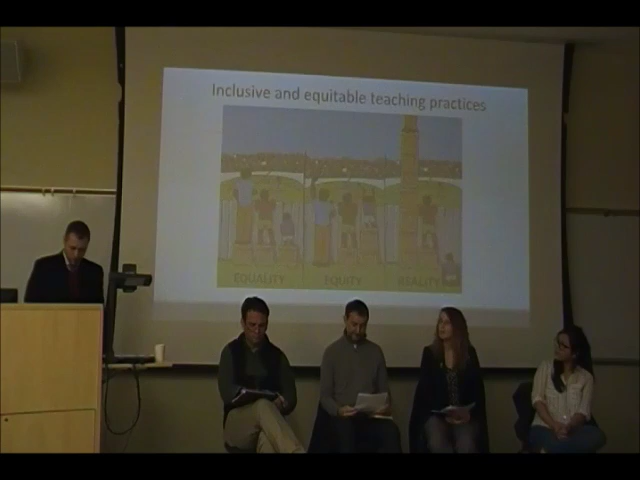 Inclusive and equitable teaching practices
EQUALITY
EQUITY
REALITY